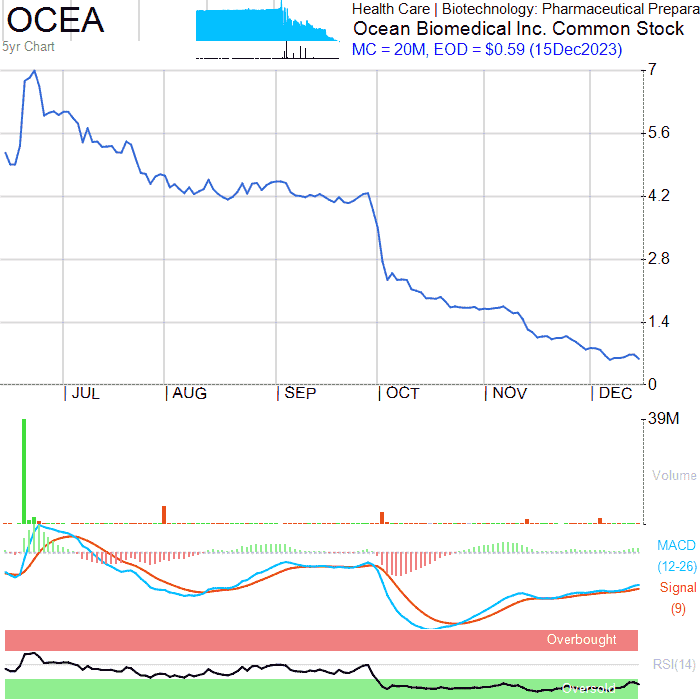 OCEA
5yr Chart
Health Care | Biotechnology: Pharmaceutical Prepara
Ocean Biomedical Inc. Common Stock
MC = 20M, EOD = $0.59 (15Dec2023)
7
5.6
4.2
2.8
1.4
0
JUL AUG SEP OCT NOV DEC
39M
Volume
MACD
(12-26)
Signal
(9)
Overbought
RSI(14)
Oversold